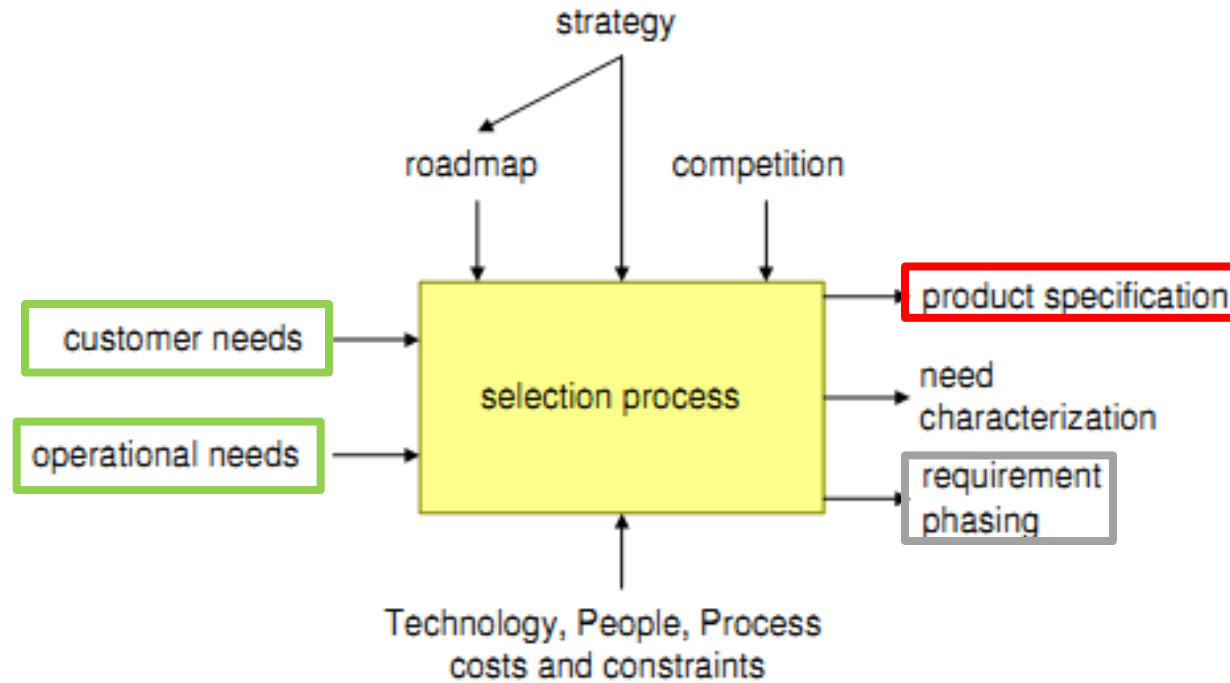 strategy
roadmap
competition
product specification
customer needs
selection process
need
characterization
operational needs
requirement
phasing
Technology, People, Process
costs and constraints